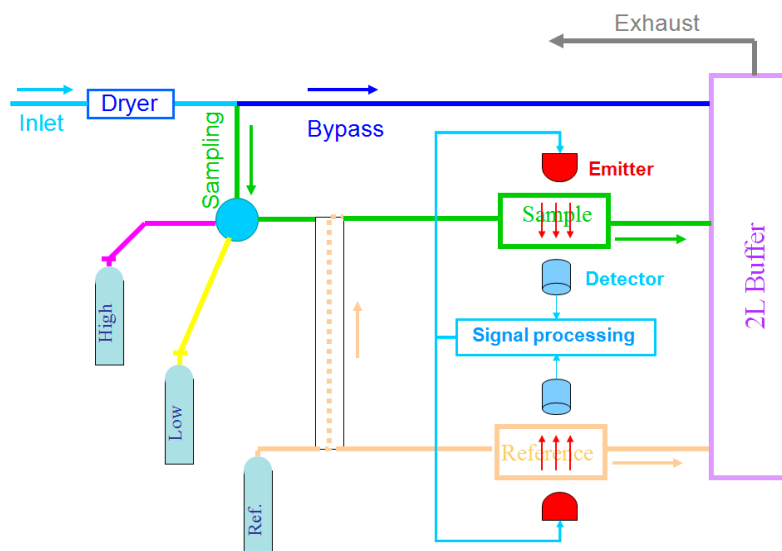 Exhaust
Dryer
Inlet
Bypass
Sampling
Emitter
Sample
Detector
2L Buffer
High
Signal processing
Low
Reference
Ref.